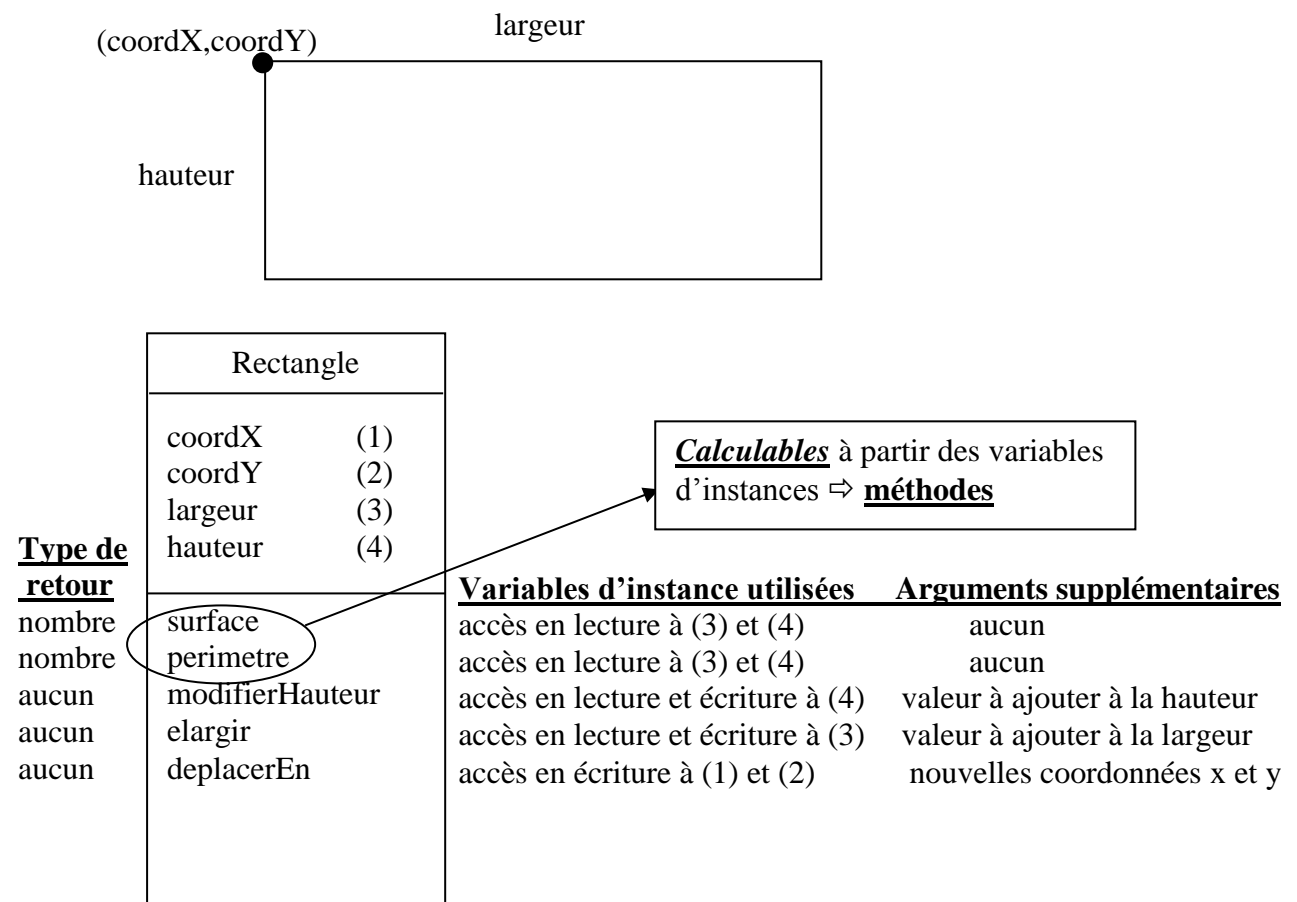 largeur
(coordX,coordY)
hauteur
Rectangle
coordX (1)
coordY (2)
largeur (3)
hauteur (4)
Calculables à partir des variables
d’instances ⇨ méthodes
Type de
retour
Variables d’instance utilisées Arguments supplémentaires
nombre surface accès en lecture à (3) et (4) aucun
nombre perimetre accès en lecture à (3) et (4) aucun
aucun modifierHauteur accès en lecture et écriture à (4) valeur à ajouter à la hauteur
aucun elargir accès en lecture et écriture à (3) valeur à ajouter à la largeur
aucun deplacerEn accès en écriture à (1) et (2) nouvelles coordonnées x et y